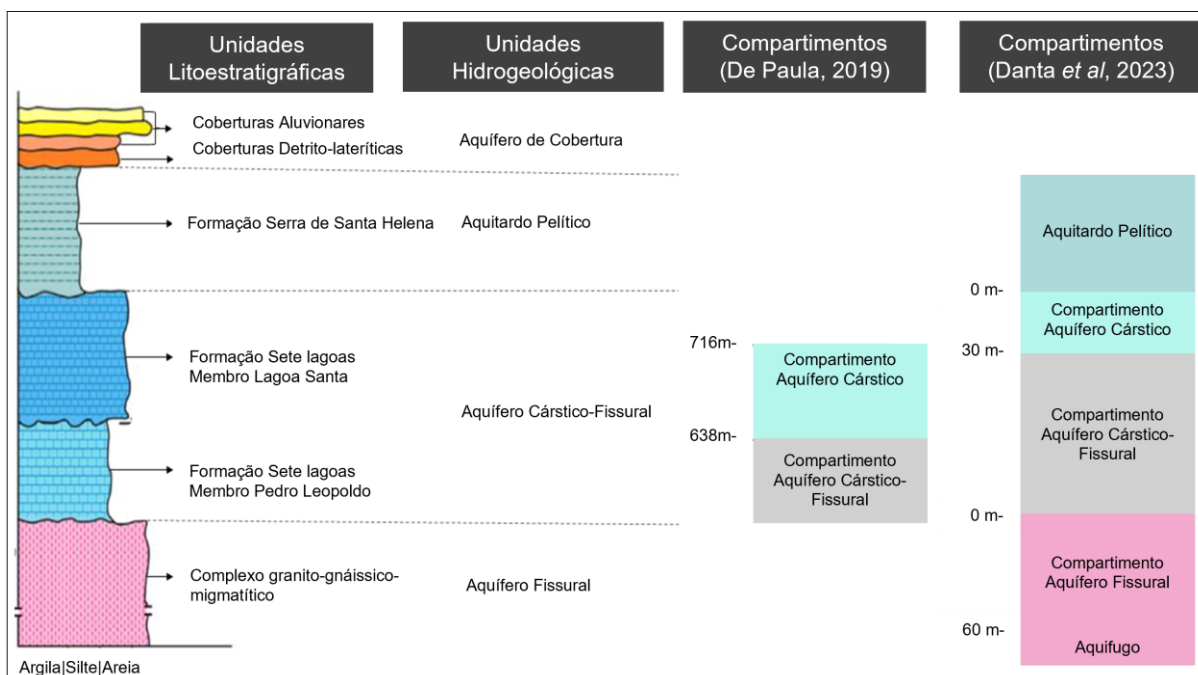 Unidades
Litoestratigráficas
Unidades
Hidrogeológicas
Compartimentos
(De Paula, 2019)
Compartimentos
(Danta et al, 2023)
Coberturas Aluvionares
Coberturas Detrito-lateríticas
Aquífero de Cobertura
Formação Serra de Santa Helena
Aquitardo Pelítico
Aquitardo Pelítico
0 m-
Compartimento
Aquífero Cárstico
30 m-
716m-
Compartimento
Aquífero Cárstico
Formação Sete lagoas
Membro Lagoa Santa
Aquífero Cárstico-Fissural
638m-
Compartimento
Aquífero Cárstico-
Fissural
Compartimento
Aquífero Cárstico-
Fissural
Formação Sete lagoas
Membro Pedro Leopoldo
0 m-
Complexo granito-gnáissico-
migmatítico
Aquífero Fissural
Compartimento
Aquífero Fissural
60 m-
Aquifugo
Argila|Silte|Areia